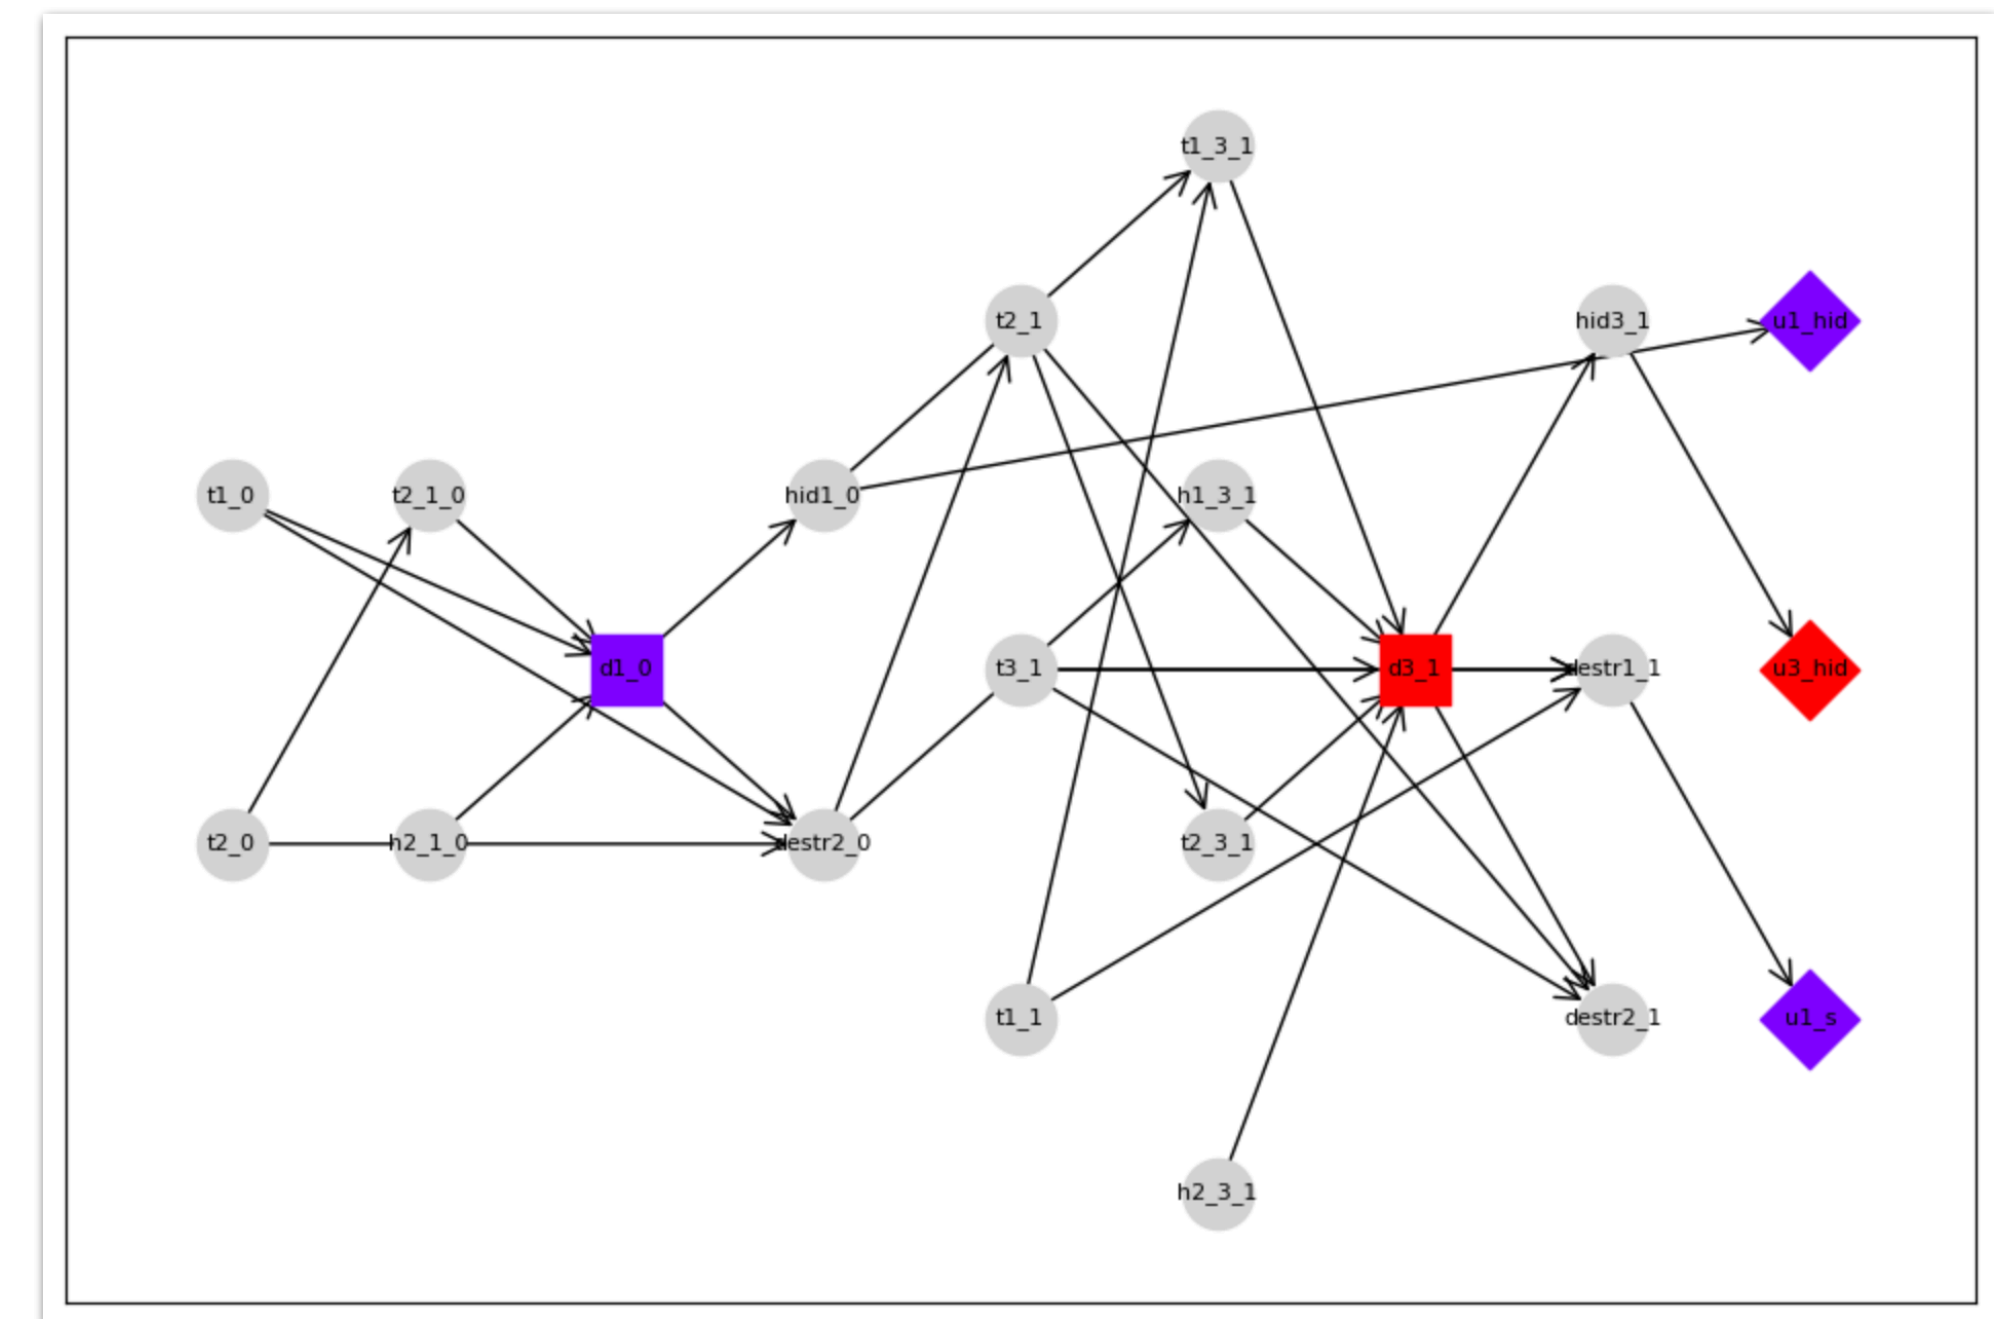 t1_3_1
t2_1
hid3_1
u1_hid
t1_0
t2_1_0
hid1_0
h1_3_1
d1_0
t3_1
d3_1
destr1_1
u3_hid
t2_0
h2_1_0
destr2_0
t2_3_1
t1_1
destr2_1
u1_s
h2_3_1